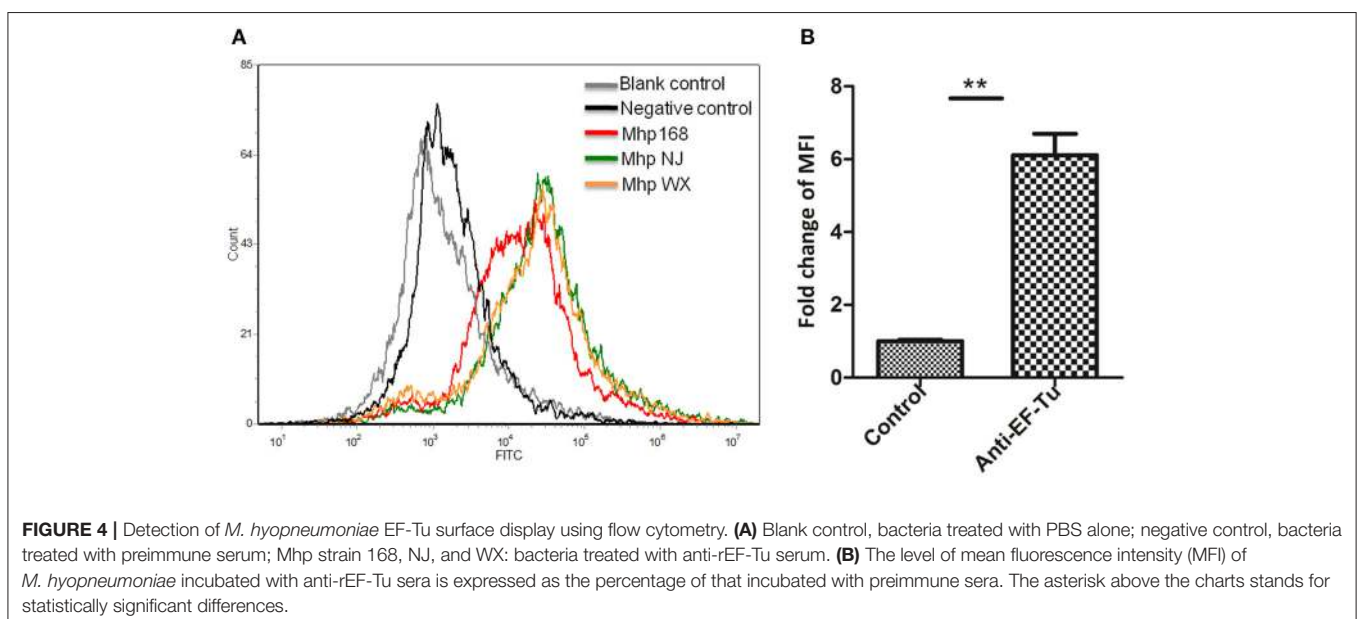 A
85
64
43
21
0
Count
10¹ 10² 10³ 10⁴ 10⁵ 10⁶ 10⁷
FITC
Blank control
Negative control
Mhp 168
Mhp NJ
Mhp WX
B
8
6
4
2
0
Fold change of MFI
**
Control
Anti-EF-Tu
FIGURE 4 | Detection of M. hyopneumoniae EF-Tu surface display using flow cytometry. (A) Blank control, bacteria treated with PBS alone; negative control, bacteria
treated with preimmune serum; Mhp strain 168, NJ, and WX: bacteria treated with anti-rEF-Tu serum. (B) The level of mean fluorescence intensity (MFI) of
M. hyopneumoniae incubated with anti-rEF-Tu sera is expressed as the percentage of that incubated with preimmune sera. The asterisk above the charts stands for
statistically significant differences.